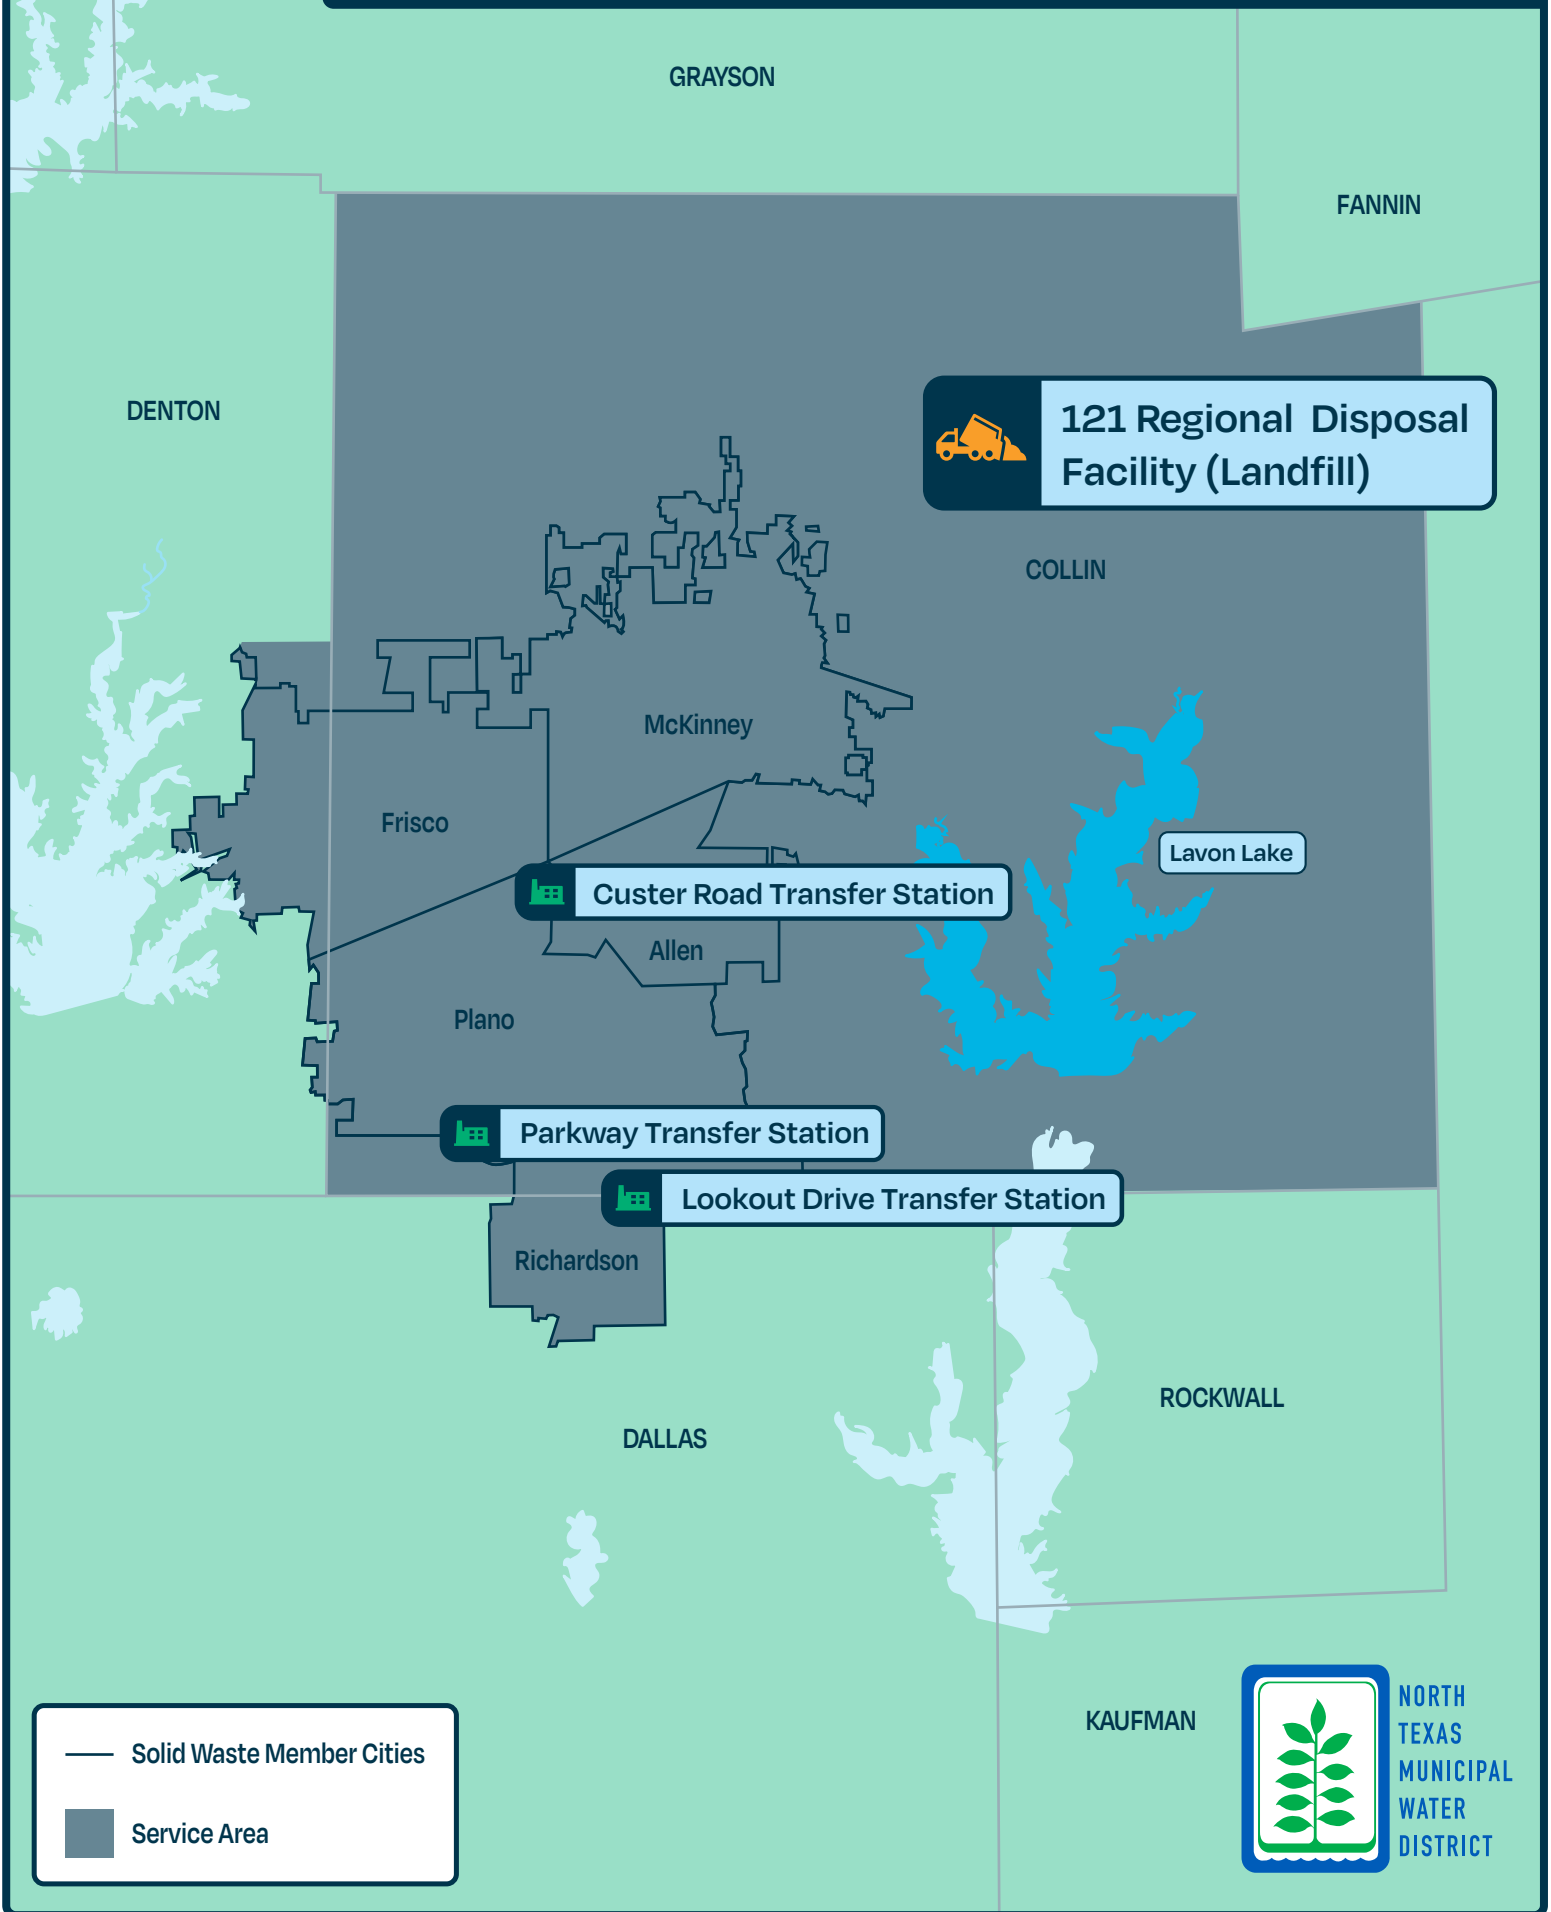 GRAYSON
FANNIN
DENTON
121 Regional Disposal
Facility (Landfill)
COLLIN
McKinney
Frisco
Lavon Lake
Custer Road Transfer Station
Allen
Plano
Parkway Transfer Station
Lookout Drive Transfer Station
Richardson
ROCKWALL
DALLAS
KAUFMAN
NORTH
TEXAS
MUNICIPAL
WATER
DISTRICT
Solid Waste Member Cities
Service Area